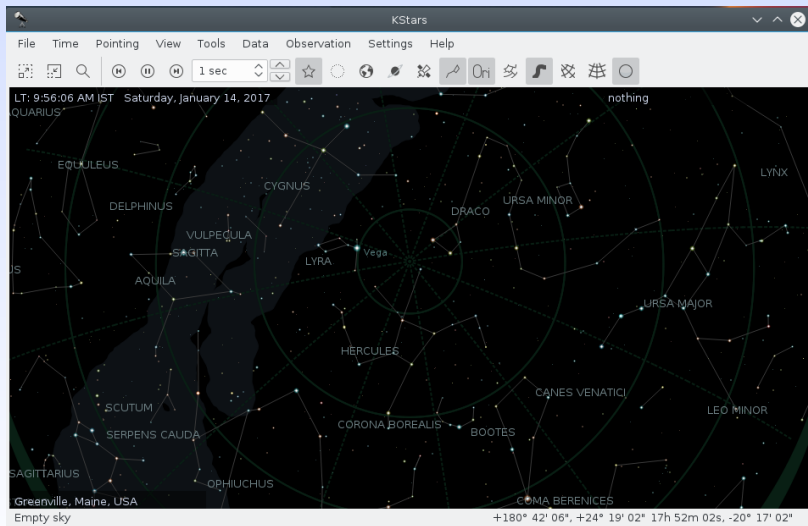 KStars
File Time Pointing View Tools Data Observation Settings Help
1 sec
Ori
LT: 9:56:06 AM IST Saturday, January 14, 2017
nothing
AQUARIUS
EQUULEUS
LYNX
CYGNUS
DELPHINUS
URSA MINOR
DRACO
VULPECULA
SAGITTA
Vega
LYRA
US
AQUILA
URSA MAJOR
HERCULES
CANES VENATICI
SCUTUM
LEO MINOR
CORONA BOREALIS
SERPENS CAUDA
BOOTES
SAGITTARIUS
OPHIUCHUS
COMA BERENICES
Greenville, Maine, USA
Empty sky
+180° 42' 06", +24° 19' 02" 17h 52m 02s, -20° 17' 02"